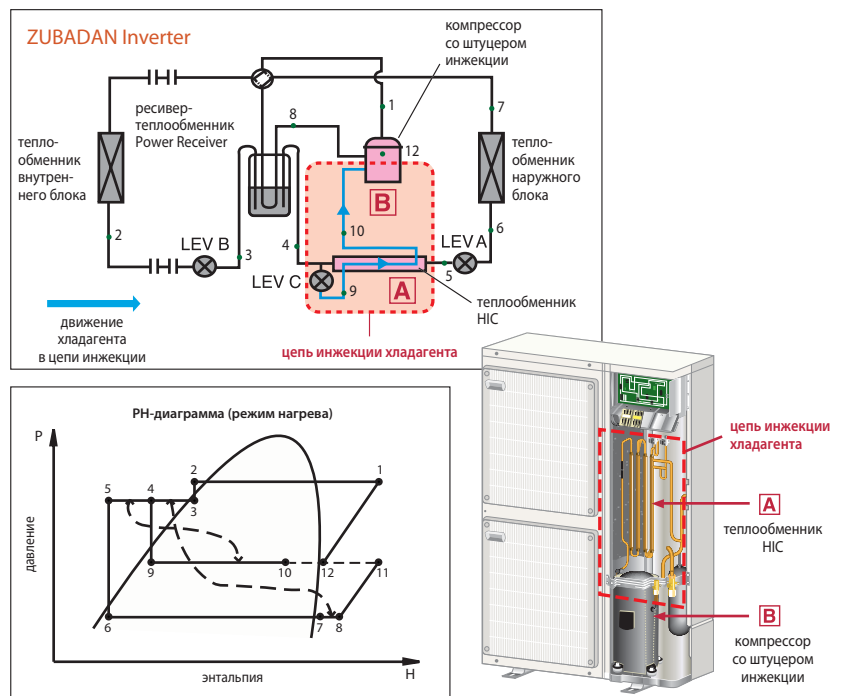 ZUBADAN Inverter
компрессор
со штуцером
инжекции
ресивер-
теплообменник
Power Receiver
8
1
7
тепло-
обменник
внутрен-
него блока
12
тепло-
обменник
наружного
блока
B
2
LEV B
3
4
10
LEV A
6
5
LEV C
9
A
теплообменник
HIC
движение
хладагента
в цепи инжекции
цепь инжекции хладагента
PH-диаграмма (режим нагрева)
P
давление
5
4
2
3
1
9
10
12
11
6
7
8
энтальпия
H
цепь инжекции
хладагента
A
теплообменник
HIC
B
компрессор
со штуцером
инжекции